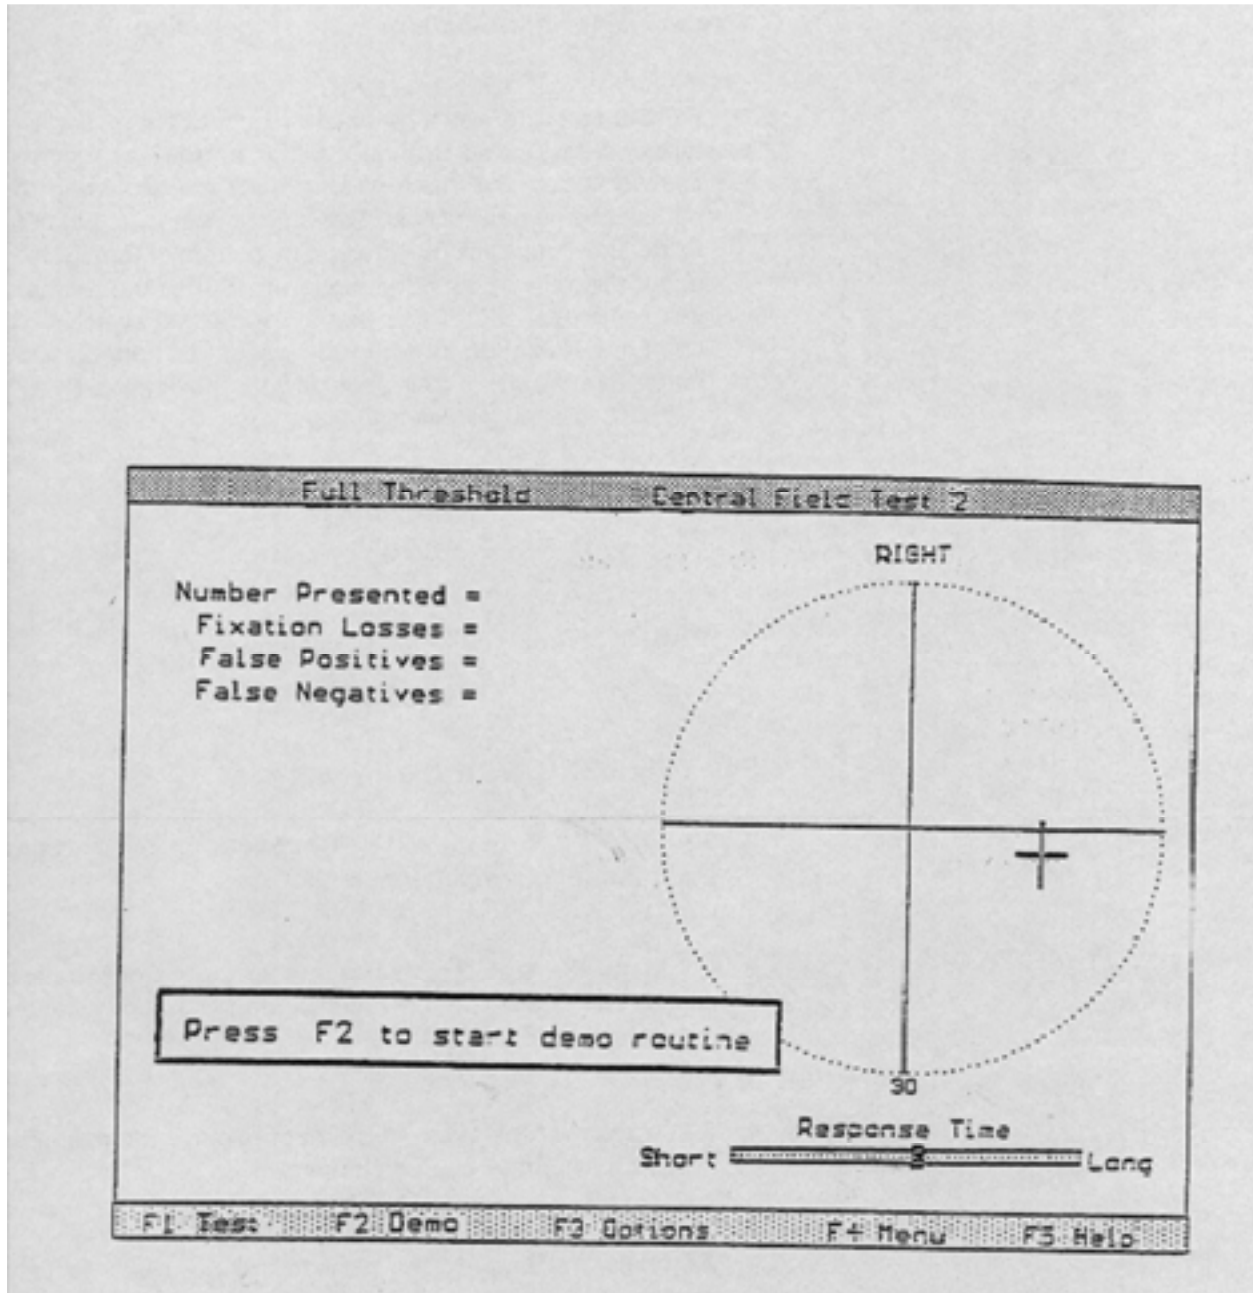 Full Threshold Central Field Test 2
RIGHT
Number Presented =
Fixation Losses =
False Positives =
False Negatives =
Press F2 to start demo routine
30
Response Time
Short Long
F1 Test F2 Demo F3 Options F4 Menu F5 Help